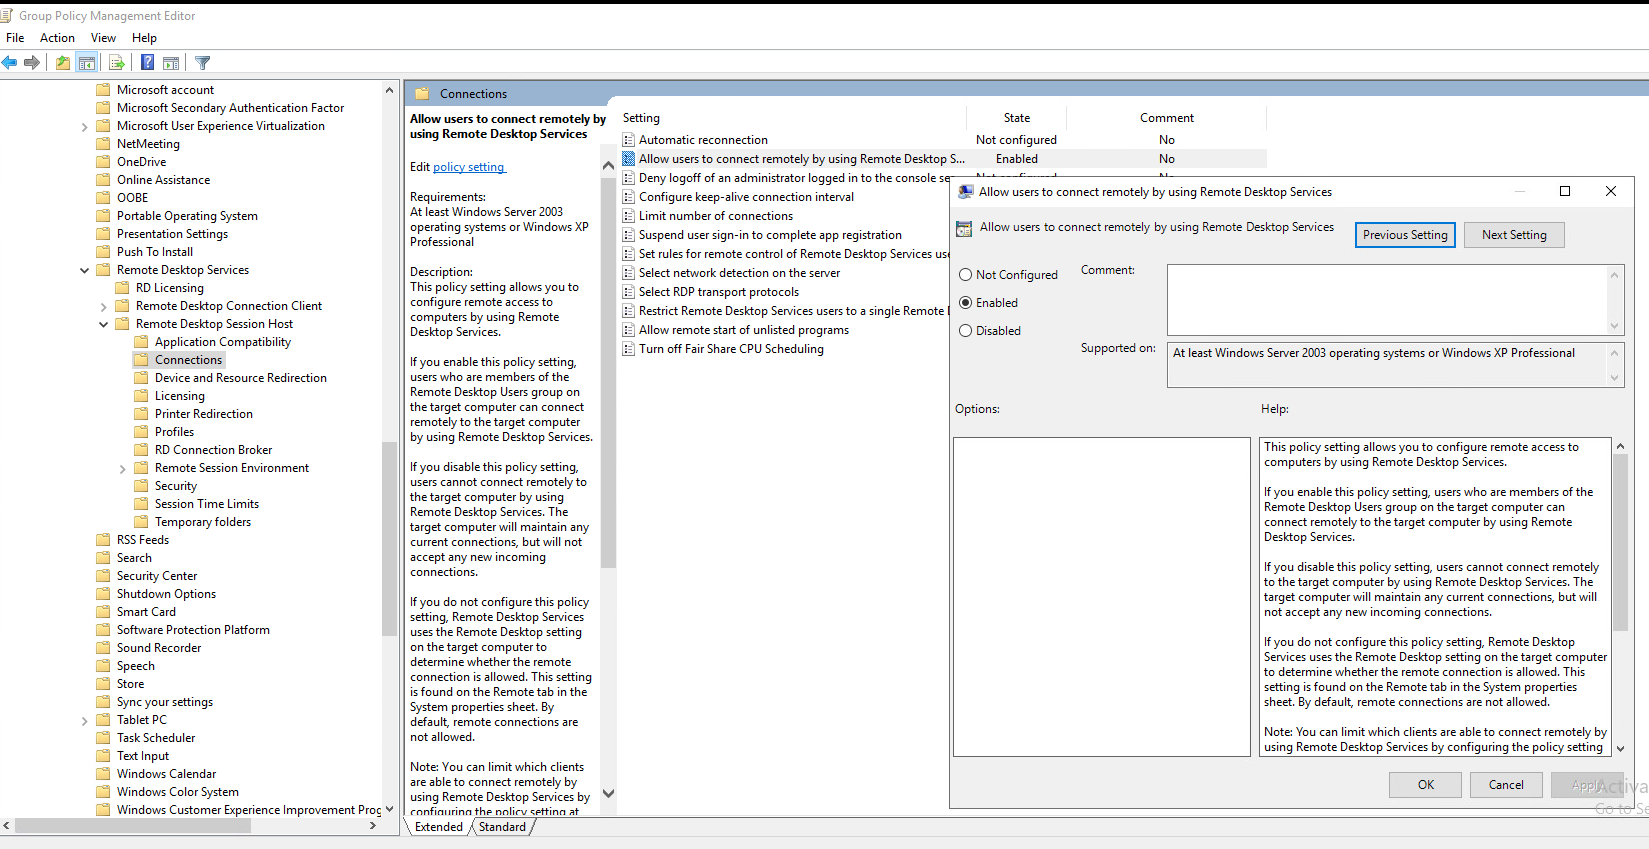 Group Policy Management Editor
File Action View Help
Microsoft account
Microsoft Secondary Authentication Factor
Microsoft User Experience Virtualization
NetMeeting
OneDrive
Online Assistance
OOBE
Portable Operating System
Presentation Settings
Push To Install
Remote Desktop Services
RD Licensing
Remote Desktop Connection Client
Remote Desktop Session Host
Application Compatibility
Connections
Device and Resource Redirection
Licensing
Printer Redirection
Profiles
RD Connection Broker
Remote Session Environment
Security
Session Time Limits
Temporary folders
RSS Feeds
Search
Security Center
Shutdown Options
Smart Card
Software Protection Platform
Sound Recorder
Speech
Store
Sync your settings
Tablet PC
Task Scheduler
Text Input
Windows Calendar
Windows Color System
Windows Customer Experience Improvement Prog
Connections
Allow users to connect remotely by
using Remote Desktop Services
Edit policy setting
Requirements:
At least Windows Server 2003
operating systems or Windows XP
Professional
Description:
This policy setting allows you to
configure remote access to
computers by using Remote
Desktop Services.
If you enable this policy setting,
users who are members of the
Remote Desktop Users group on
the target computer can connect
remotely to the target computer
by using Remote Desktop Services.
If you disable this policy setting,
users cannot connect remotely to
the target computer by using
Remote Desktop Services. The
target computer will maintain any
current connections, but will not
accept any new incoming
connections.
If you do not configure this policy
setting, Remote Desktop Services
uses the Remote Desktop setting
on the target computer to
determine whether the remote
connection is allowed. This setting
is found on the Remote tab in the
System properties sheet. By
default, remote connections are
not allowed.
Note: You can limit which clients
are able to connect remotely by
using Remote Desktop Services by
configuring the policy setting at
Setting State Comment
Automatic reconnection Not configured No
Allow users to connect remotely by using Remote Desktop S... Enabled No
Deny logoff of an administrator logged in to the console se Not configured No
Configure keep-alive connection interval
Limit number of connections
Suspend user sign-in to complete app registration
Set rules for remote control of Remote Desktop Services use
Select network detection on the server
Select RDP transport protocols
Restrict Remote Desktop Services users to a single Remote
Allow remote start of unlisted programs
Turn off Fair Share CPU Scheduling
Extended Standard
Allow users to connect remotely by using Remote Desktop Services
Allow users to connect remotely by using Remote Desktop Services
Previous Setting Next Setting
Not Configured
Enabled
Disabled
Comment:
Supported on:
At least Windows Server 2003 operating systems or Windows XP Professional
Options:
Help:
This policy setting allows you to configure remote access to
computers by using Remote Desktop Services.
If you enable this policy setting, users who are members of the
Remote Desktop Users group on the target computer can
connect remotely to the target computer by using Remote
Desktop Services.
If you disable this policy setting, users cannot connect remotely
to the target computer by using Remote Desktop Services. The
target computer will maintain any current connections, but will
not accept any new incoming connections.
If you do not configure this policy setting, Remote Desktop
Services uses the Remote Desktop setting on the target computer
to determine whether the remote connection is allowed. This
setting is found on the Remote tab in the System properties
sheet. By default, remote connections are not allowed.
Note: You can limit which clients are able to connect remotely by
using Remote Desktop Services by configuring the policy setting
OK Cancel Apply
Activa
Go to Se